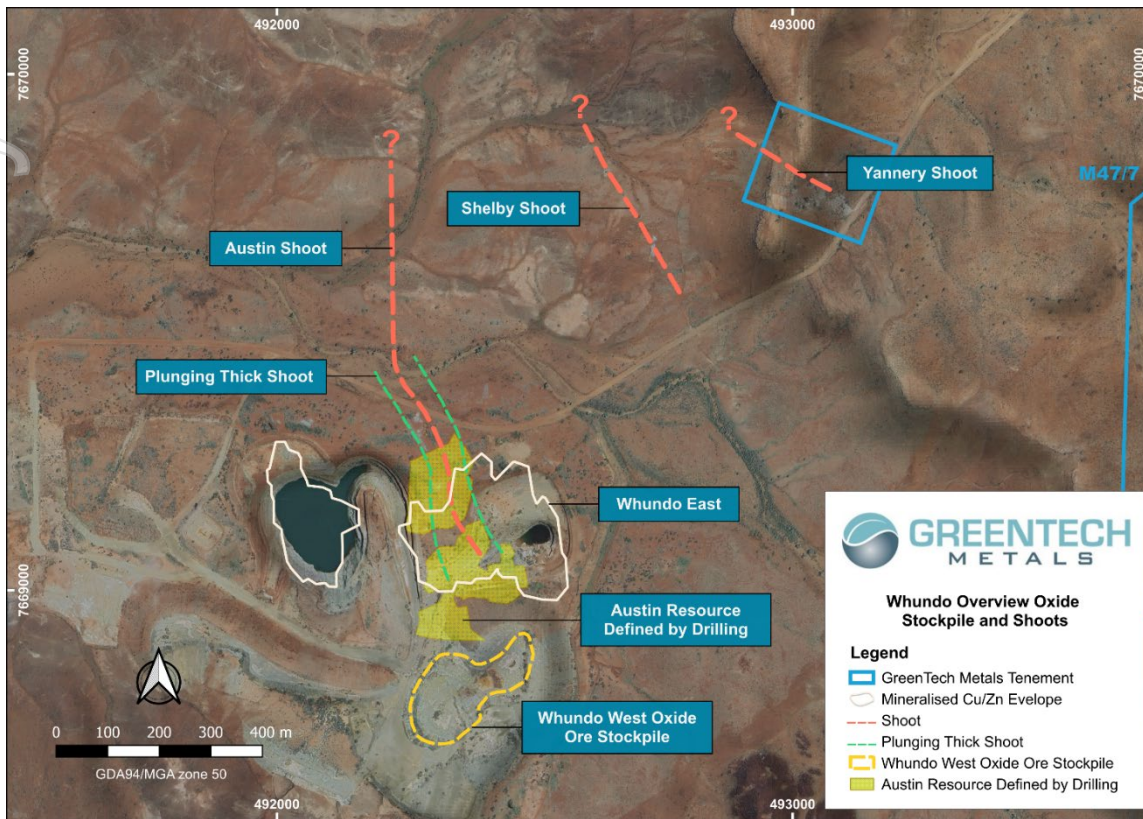 492000
493000
7670000
7670000
?
?
?
Yannery Shoot
M47/7
Shelby Shoot
Austin Shoot
Plunging Thick Shoot
Whundo East
7669000
Austin Resource
Defined by Drilling
Whundo West Oxide
Ore Stockpile
0 100 200 300 400 m
GDA94/MGA zone 50
492000
493000
GREENTECH
METALS
Whundo Overview Oxide
Stockpile and Shoots
Legend
GreenTech Metals Tenement
Mineralised Cu/Zn Evelope
Shoot
Plunging Thick Shoot
Whundo West Oxide Ore Stockpile
Austin Resource Defined by Drilling